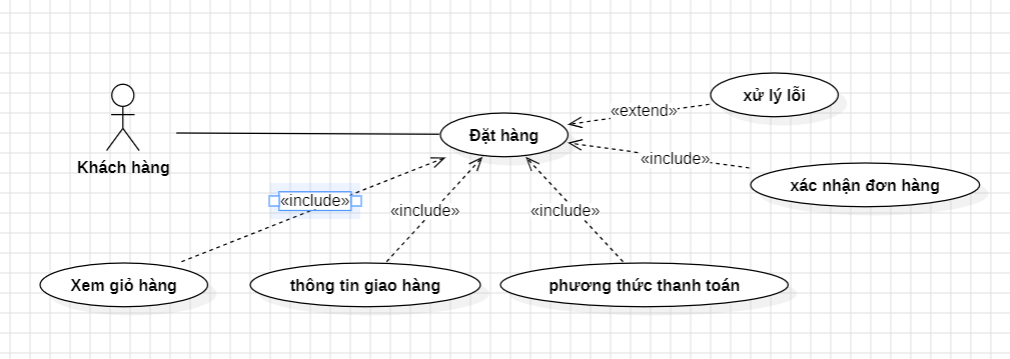 xử lý lỗi
«extend»
Đặt hàng
Khách hàng
«include»
xác nhận đơn hàng
«include»
«include»
«include»
Xem giỏ hàng
thông tin giao hàng
phương thức thanh toán